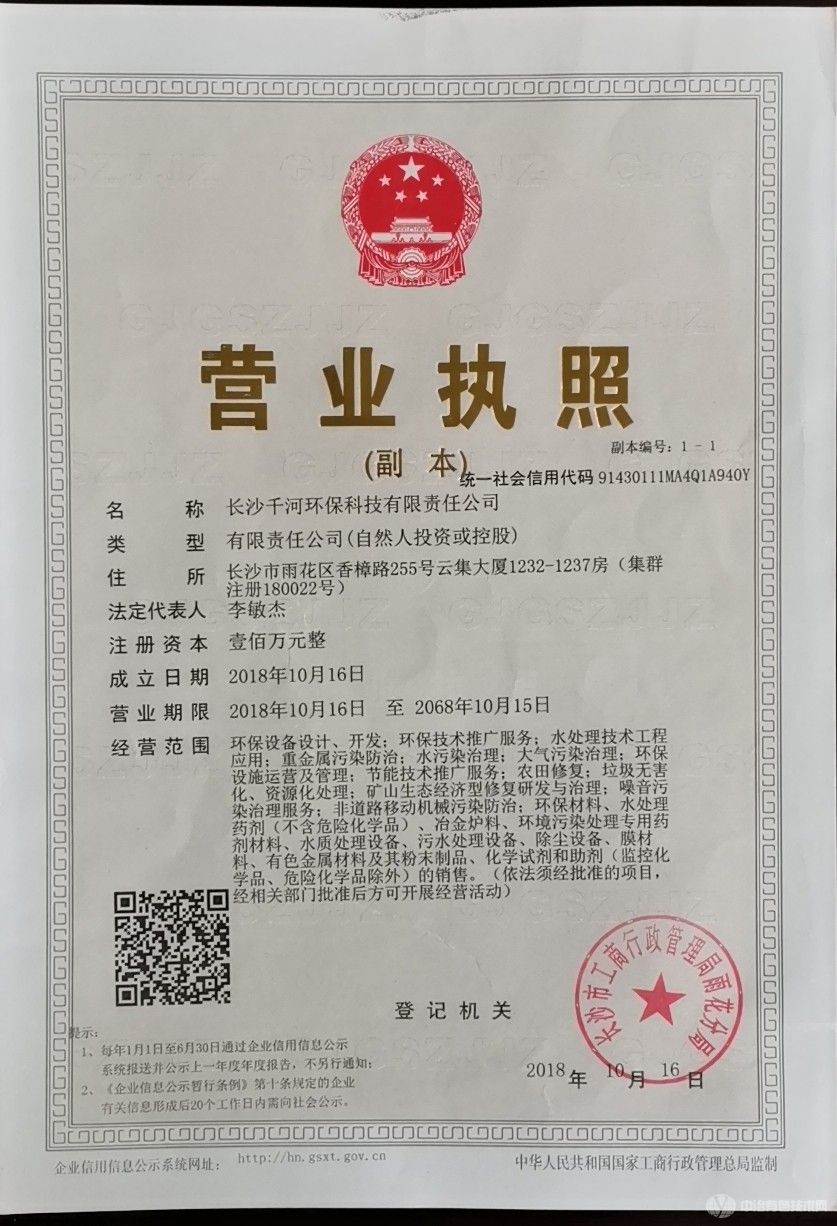 营业执照
(副 本)
副本编号：1-1
统一社会信用代码 91430111MA4Q1A940Y
名 称 长沙千河环保科技有限责任公司
类 型 有限责任公司(自然人投资或控股)
住 所 长沙市雨花区香樟路255号云集大厦1232-1237房（集群
注册180022号）
法定代表人 李敏杰
注册资本 壹佰万元整
成立日期 2018年10月16日
营业期限 2018年10月16日 至 2068年10月15日
经营范围 环保设备设计、开发；环保技术推广服务；水处理技术工程
应用；重金属污染防治；水污染治理；大气污染治理；环保
设施运营及管理；节能技术推广服务；农田修复；垃圾无害
化、资源化处理；矿山生态经济型修复研发与治理；噪音污
染治理服务；非道路移动机械污染防治；环保材料、水处理
药剂（不含危险化学品）、冶金炉料、环境污染处理专用药
剂材料、水质处理设备、污水处理设备、除尘设备、膜材
料、有色金属材料及其粉末制品、化学试剂和助剂（监控化
学品、危险化学品除外）的销售。（依法须经批准的项目，
经相关部门批准后方可开展经营活动）
长沙市工商行政管理局雨花分局
登记机关
2018年 10月 16日
提示：
1、每年1月1日至6月30日通过企业信用信息公示
系统报送并公示上一年度年度报告，不另行通知；
2、《企业信息公示暂行条例》第十条规定的企业
有关信息形成后20个工作日内需向社会公示。
企业信用信息公示系统网址： http://hn.gsxt.gov.cn
中华人民共和国国家工商行政管理总局监制
中冶有色技术网